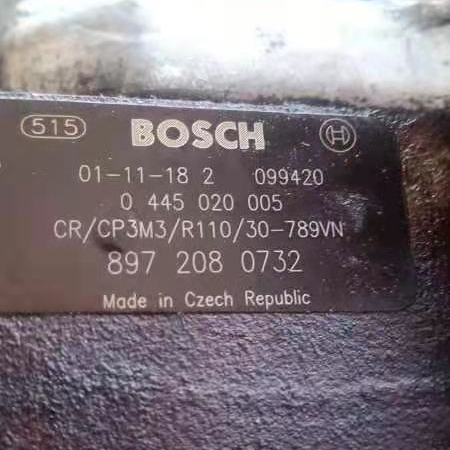 515 BOSCH
01-11-18 2 099420
0 445 020 005
CR/CP3M3/R110/30-789VN
897 208 0732
Made in Czech Republic